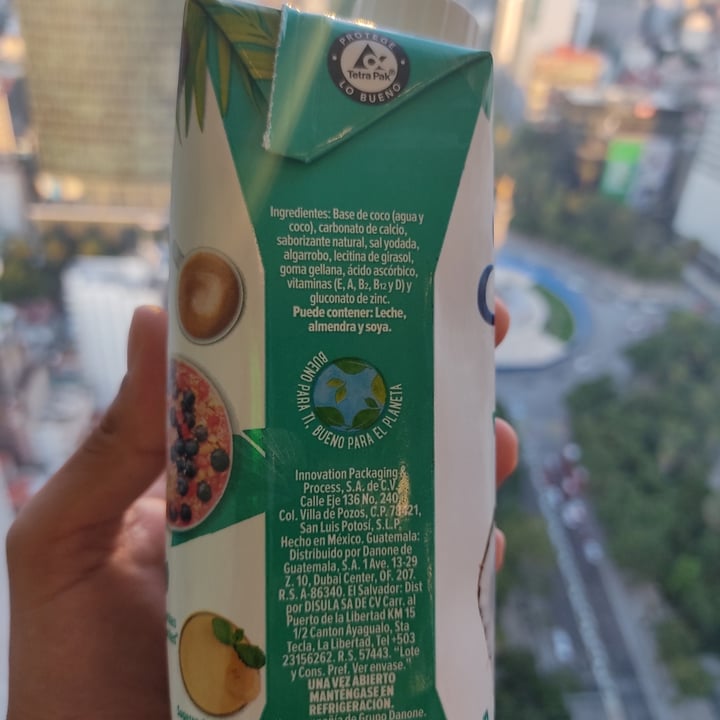 PROTEGE
Tetra Pak®
LO BUENO
Ingredientes: Base de coco (agua y
coco), carbonato de calcio,
saborizante natural, sal yodada,
algarrobo, lecitina de girasol,
goma gellana, ácido ascórbico,
vitaminas (E, A, B₂, B₁₂ y D) y
gluconato de zinc.
Puede contener: Leche,
almendra y soya.
BUENO PARA TI, BUENO PARA EL PLANETA
Innovation Packaging &
Process, S.A. de C.V.
Calle Eje 136 No. 240,
Col. Villa de Pozos, C.P. 78421,
San Luis Potosí, S.L.P.
Hecho en México. Guatemala:
Distribuido por Danone de
Guatemala, S.A. 1 Ave. 13-29
Z. 10, Dubai Center, OF. 207.
R.S. A-86340. El Salvador: Dist
por DISULA SA DE CV Carr. al
Puerto de la Libertad KM 15
1/2 Canton Ayagualo, Sta
Tecla, La Libertad, Tel +503
23156262. R.S. 57443. "Lote
y Cons. Pref. Ver envase."
UNA VEZ ABIERTO
MANTÉNGASE EN
REFRIGERACIÓN.
de Grupo Danone.